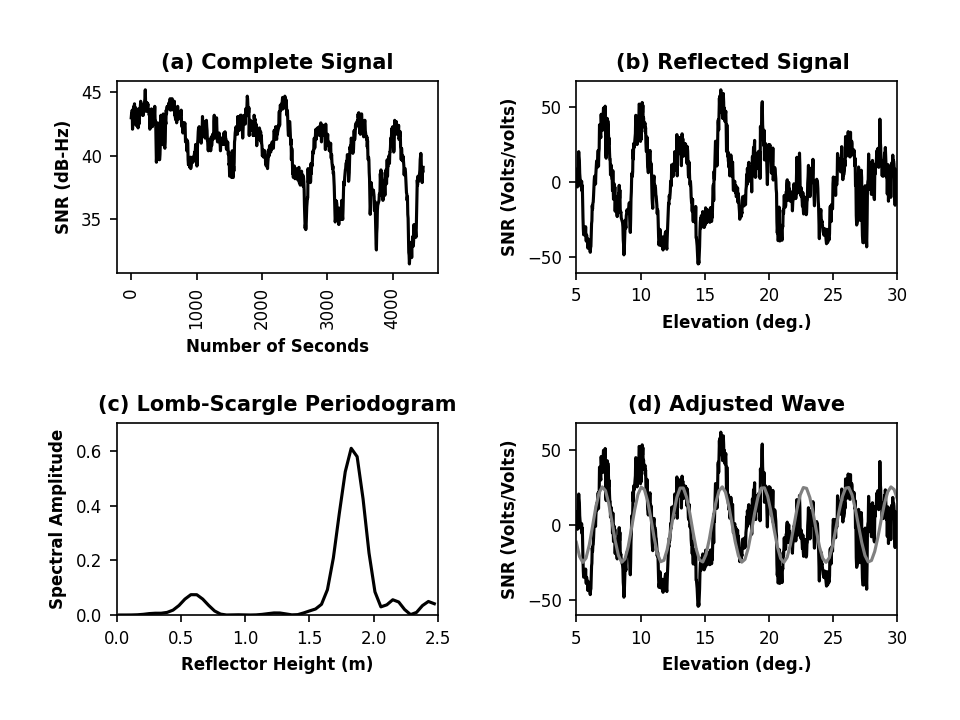 (a) Complete Signal
SNR (dB-Hz)
45
40
35
0
1000
2000
3000
4000
Number of Seconds
(b) Reflected Signal
SNR (Volts/volts)
50
0
−50
5 10 15 20 25 30
Elevation (deg.)
(c) Lomb-Scargle Periodogram
Spectral Amplitude
0.6
0.4
0.2
0.0
0.0 0.5 1.0 1.5 2.0 2.5
Reflector Height (m)
(d) Adjusted Wave
SNR (Volts/Volts)
50
0
−50
5 10 15 20 25 30
Elevation (deg.)